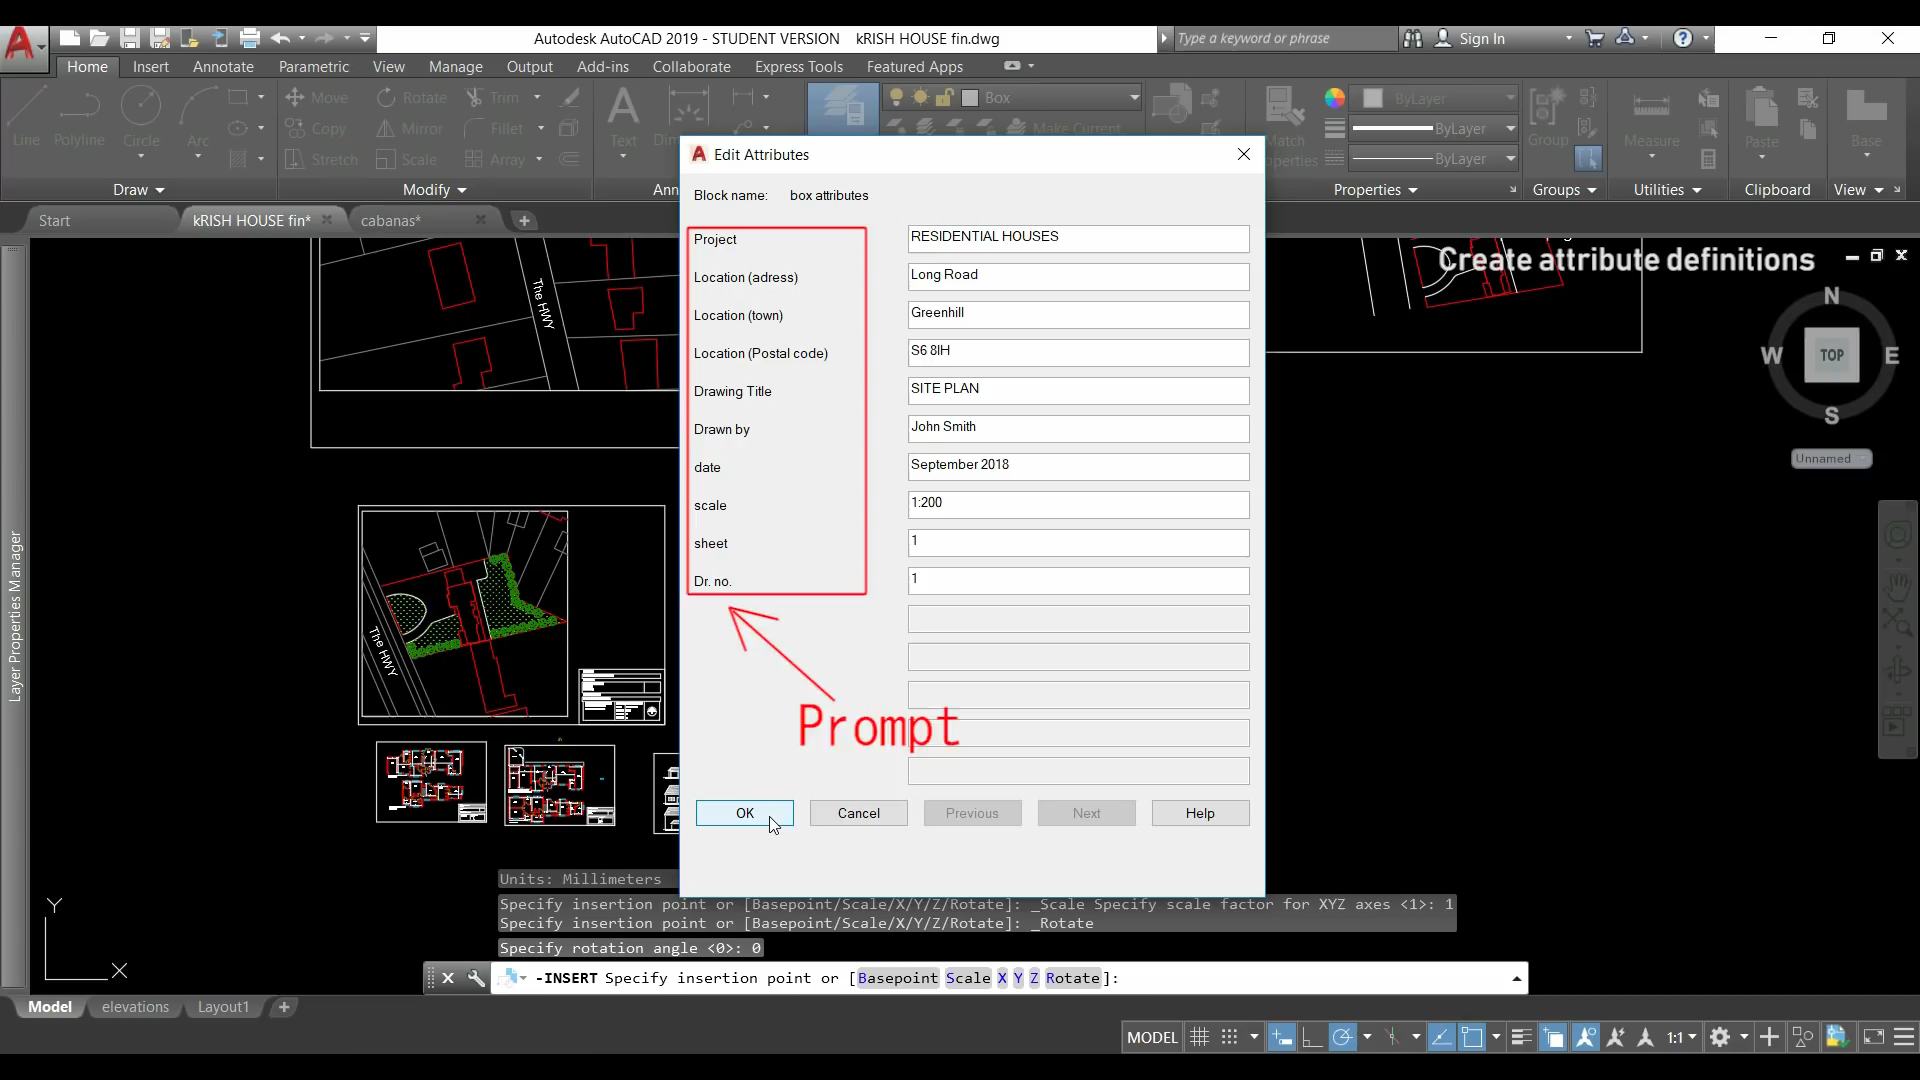 Autodesk AutoCAD 2019 - STUDENT VERSION kRISH HOUSE fin.dwg
Type a keyword or phrase
Sign In
Home Insert Annotate Parametric View Manage Output Add-ins Collaborate Express Tools Featured Apps
Line Polyline Circle Arc
Move Rotate Trim
Copy Mirror Fillet
Stretch Scale Array
Text
Box
Make Current
Match
ByLayer
ByLayer
ByLayer
Group
Measure
Paste
Base
Draw Modify
Properties Groups Utilities Clipboard View
Start kRISH HOUSE fin* cabanas*
Edit Attributes
Block name: box attributes
Project RESIDENTIAL HOUSES
Location (adress) Long Road
Location (town) Greenhill
Location (Postal code) S6 8IH
Drawing Title SITE PLAN
Drawn by John Smith
date September 2018
scale 1:200
sheet 1
Dr. no. 1
Prompt
OK Cancel Previous Next Help
Create attribute definitions
N
W TOP E
S
Unnamed
The HWY
The HWY
Layer Properties Manager
Y
X
Units: Millimeters
Specify insertion point or [Basepoint/Scale/X/Y/Z/Rotate]: _Scale Specify scale factor for XYZ axes <1>: 1
Specify insertion point or [Basepoint/Scale/X/Y/Z/Rotate]: _Rotate
Specify rotation angle <0>: 0
-INSERT Specify insertion point or [Basepoint Scale X Y Z Rotate]:
Model elevations Layout1
MODEL
1:1